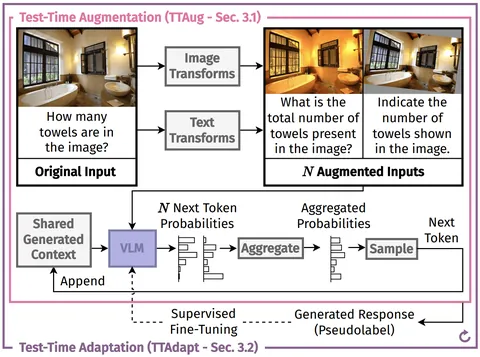 Test-Time Augmentation (TTAug - Sec. 3.1)
Image
Transforms
Text
Transforms
How many
towels are in
the image?
Original Input
What is the
total number of
towels present
in the image?
Indicate the
number of
towels shown
in the image.
N Augmented Inputs
Shared
Generated
Context
VLM
N Next Token
Probabilities
Aggregate
Aggregated
Probabilities
Sample
Next
Token
Append
Supervised
Fine-Tuning
Generated Response
(Pseudolabel)
Test-Time Adaptation (TTAdapt - Sec. 3.2)